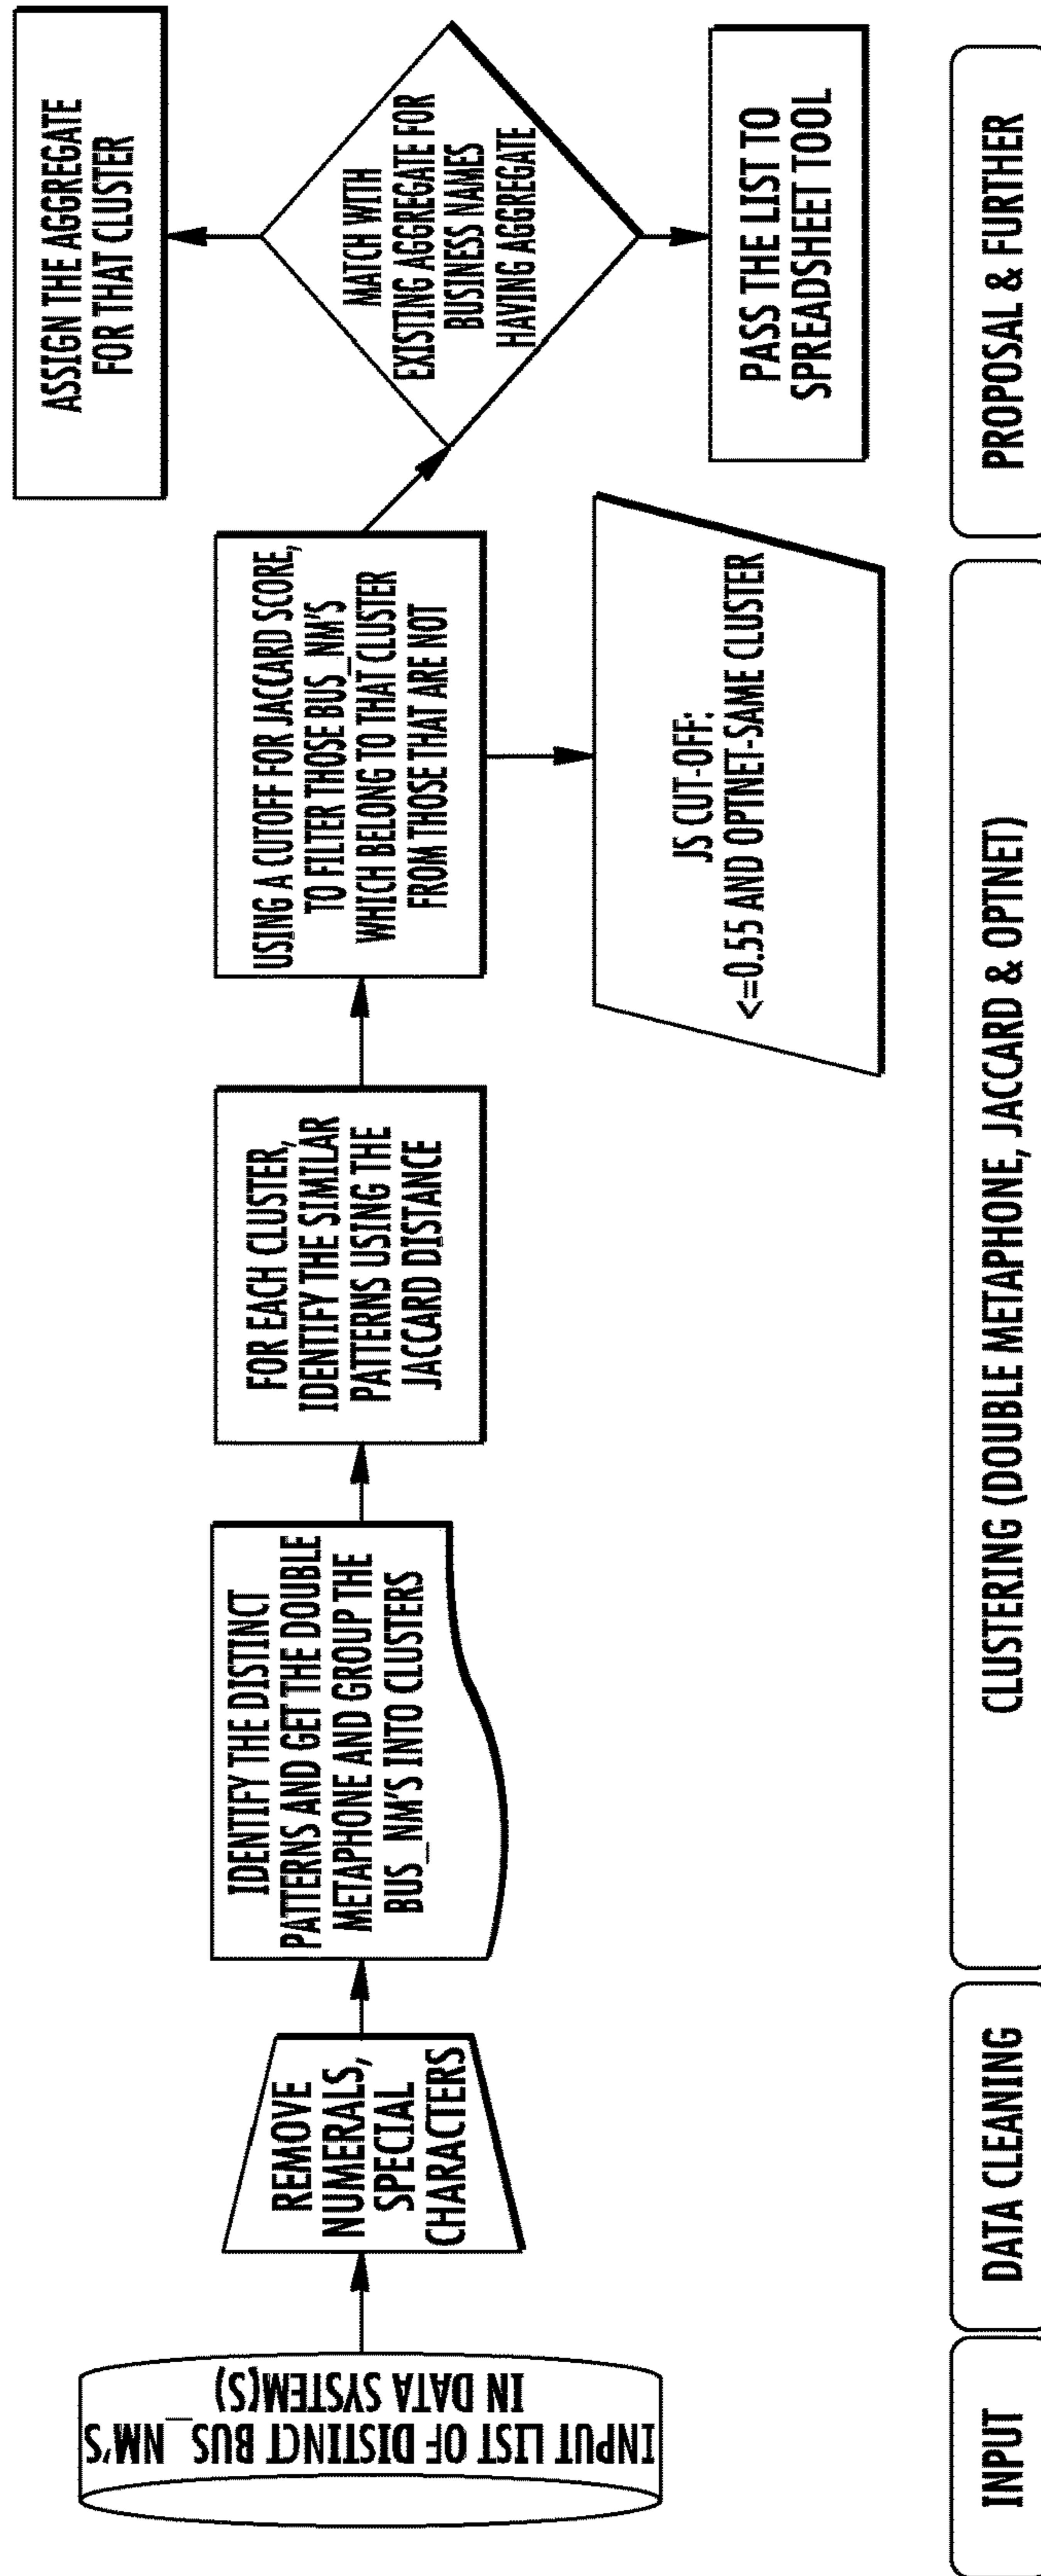 INPUT LIST OF DISTINCT BUS_NM'S
IN DATA SYSTEM(S)
REMOVE
NUMERALS,
SPECIAL
CHARACTERS
IDENTIFY THE DISTINCT
PATTERNS AND GET THE DOUBLE
METAPHONE AND GROUP THE
BUS_NM'S INTO CLUSTERS
FOR EACH CLUSTER,
IDENTIFY THE SIMILAR
PATTERNS USING THE
JACCARD DISTANCE
USING A CUTOFF FOR JACCARD SCORE,
TO FILTER THOSE BUS_NM'S
WHICH BELONG TO THAT CLUSTER
FROM THOSE THAT ARE NOT
JS CUT-OFF:
<=0.55 AND OPTNET-SAME CLUSTER
MATCH WITH
EXISTING AGGREGATE FOR
BUSINESS NAMES
HAVING AGGREGATE
ASSIGN THE AGGREGATE
FOR THAT CLUSTER
PASS THE LIST TO
SPREADSHEET TOOL
INPUT
DATA CLEANING
CLUSTERING (DOUBLE METAPHONE, JACCARD & OPTNET)
PROPOSAL & FURTHER